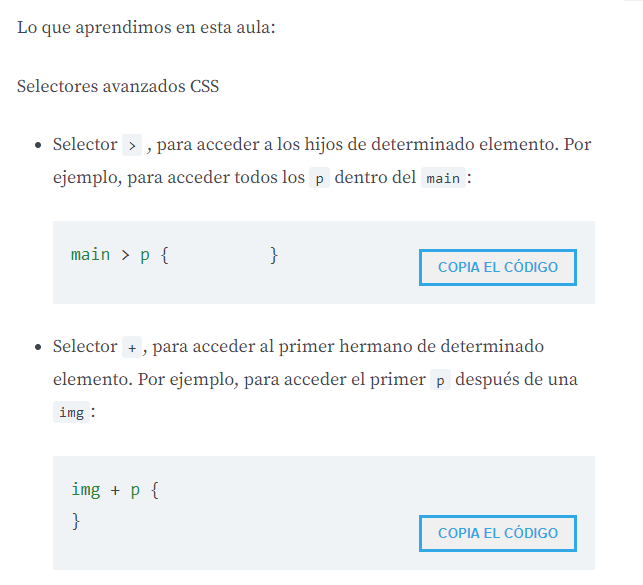 Lo que aprendimos en esta aula:
Selectores avanzados CSS
Selector > , para acceder a los hijos de determinado elemento. Por
ejemplo, para acceder todos los p dentro del main :
main > p {          }
COPIA EL CÓDIGO
Selector + , para acceder al primer hermano de determinado
elemento. Por ejemplo, para acceder el primer p después de una
img :
img + p {
}
COPIA EL CÓDIGO